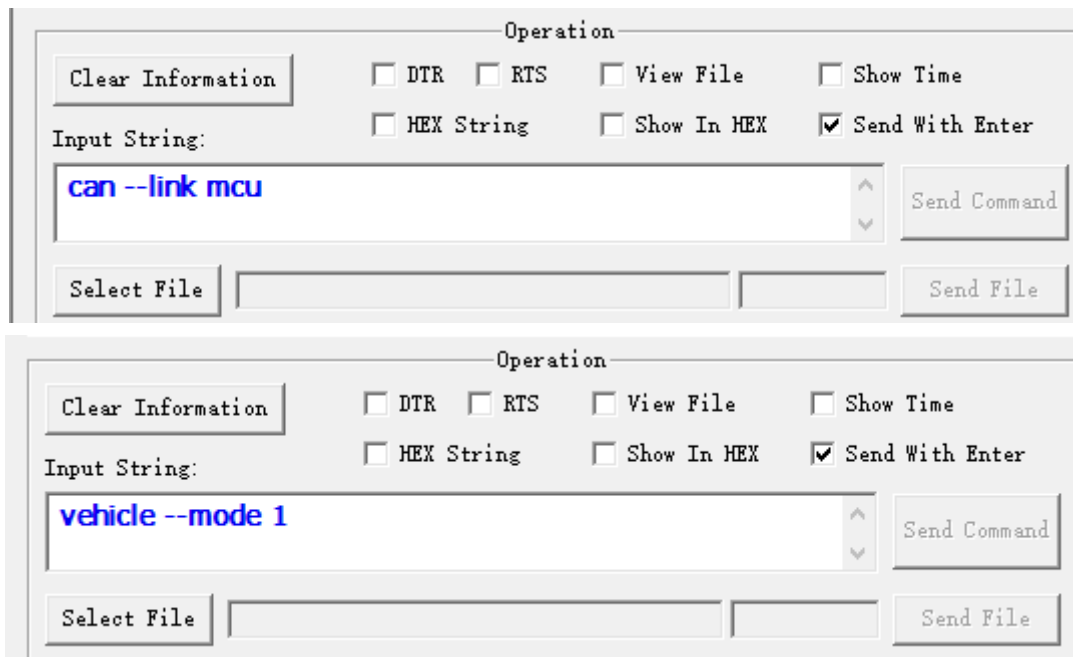 Operation
Clear Information DTR RTS View File Show Time
HEX String Show In HEX Send With Enter
Input String:
can --link mcu
Send Command
Select File Send File
Operation
Clear Information DTR RTS View File Show Time
HEX String Show In HEX Send With Enter
Input String:
vehicle --mode 1
Send Command
Select File Send File